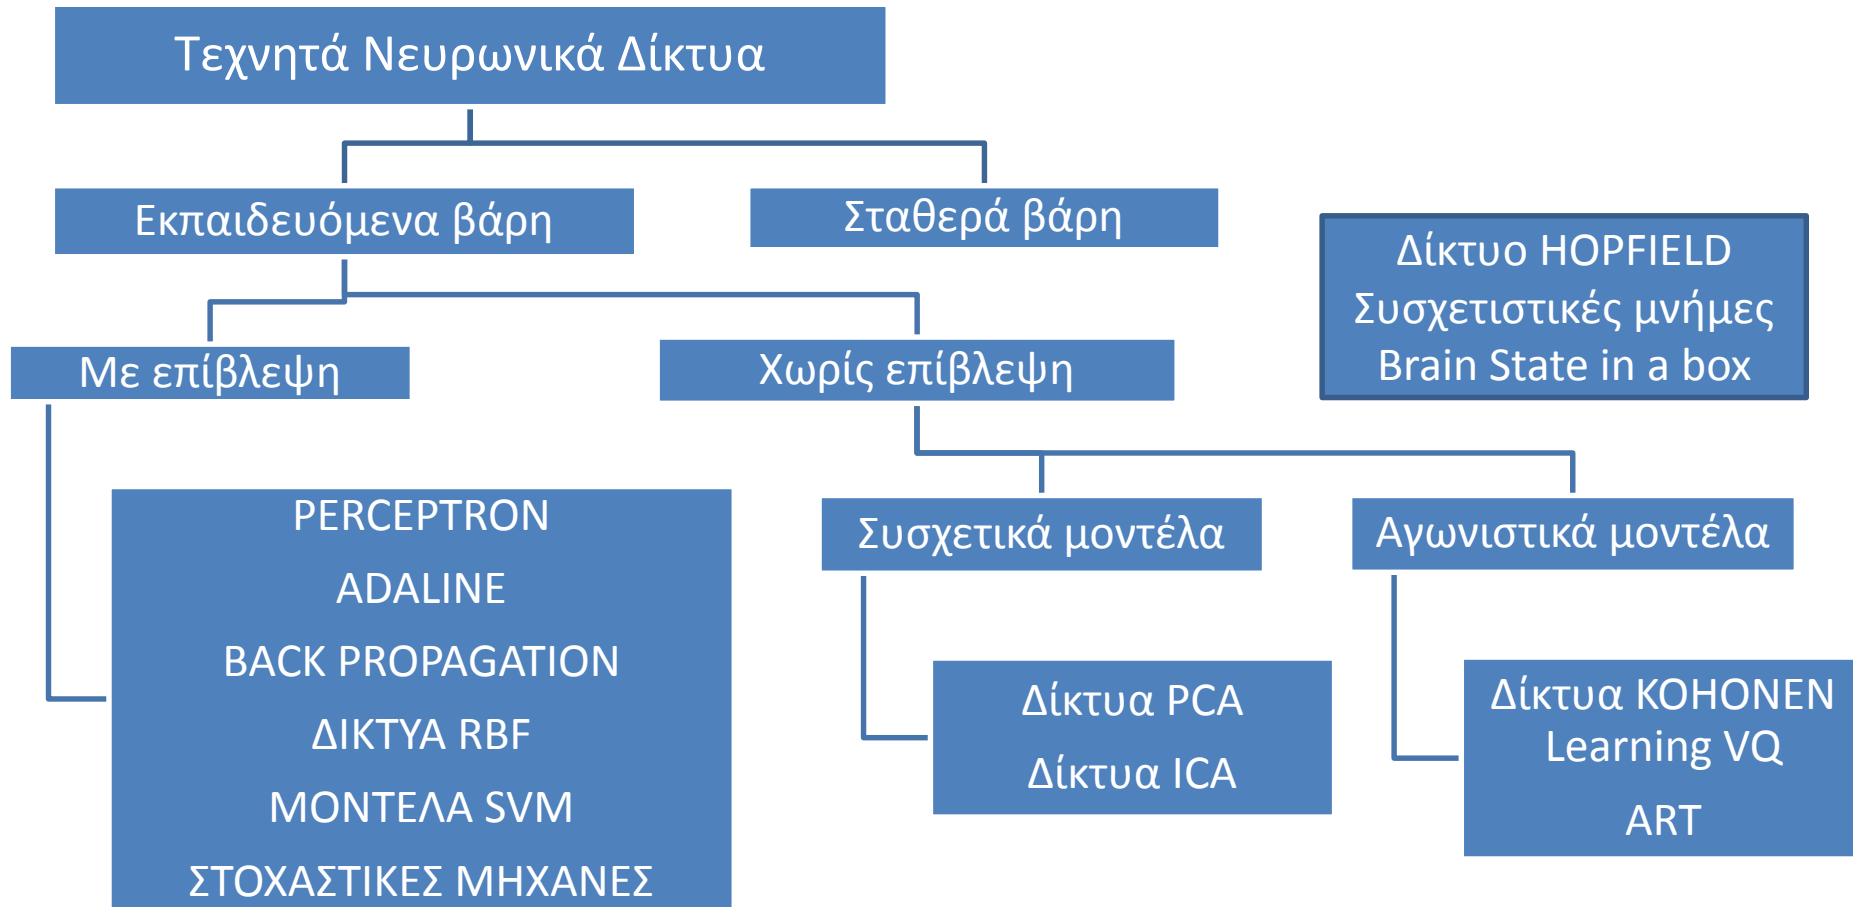 Τεχνητά Νευρωνικά Δίκτυα
Εκπαιδευόμενα βάρη
Σταθερά βάρη
Δίκτυο HOPFIELD
Συσχετιστικές μνήμες
Brain State in a box
Με επίβλεψη
Χωρίς επίβλεψη
PERCEPTRON
ADALINE
BACK PROPAGATION
ΔΙΚΤΥΑ RBF
ΜΟΝΤΕΛΑ SVM
ΣΤΟΧΑΣΤΙΚΕΣ ΜΗΧΑΝΕΣ
Συσχετικά μοντέλα
Αγωνιστικά μοντέλα
Δίκτυα PCA
Δίκτυα ICA
Δίκτυα KOHONEN
Learning VQ
ART